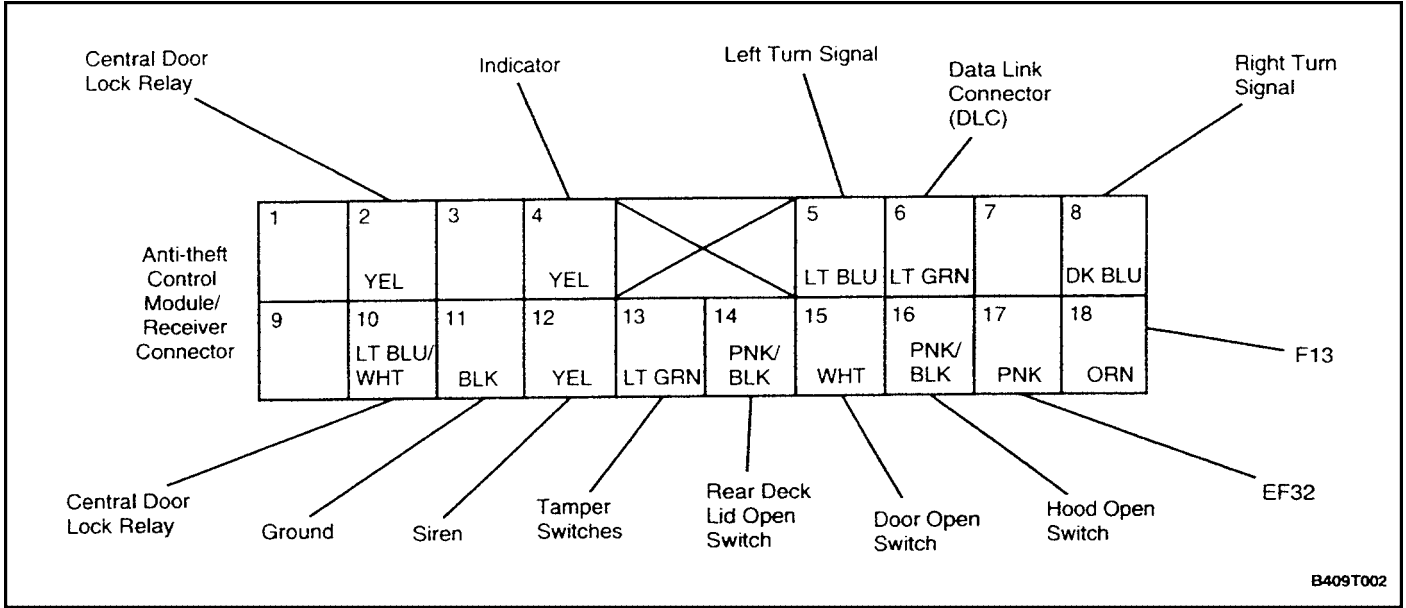 Central Door
Lock Relay
Indicator
Left Turn Signal
Data Link
Connector
(DLC)
Right Turn
Signal
Anti-theft
Control
Module/
Receiver
Connector
1
2
YEL
3
4
YEL
5
LT BLU
6
LT GRN
7
8
DK BLU
9
10
LT BLU/
WHT
11
BLK
12
YEL
13
LT GRN
14
PNK/
BLK
15
WHT
16
PNK/
BLK
17
PNK
18
ORN
F13
Central Door
Lock Relay
Ground
Siren
Tamper
Switches
Rear Deck
Lid Open
Switch
Door Open
Switch
Hood Open
Switch
EF32
B409T002